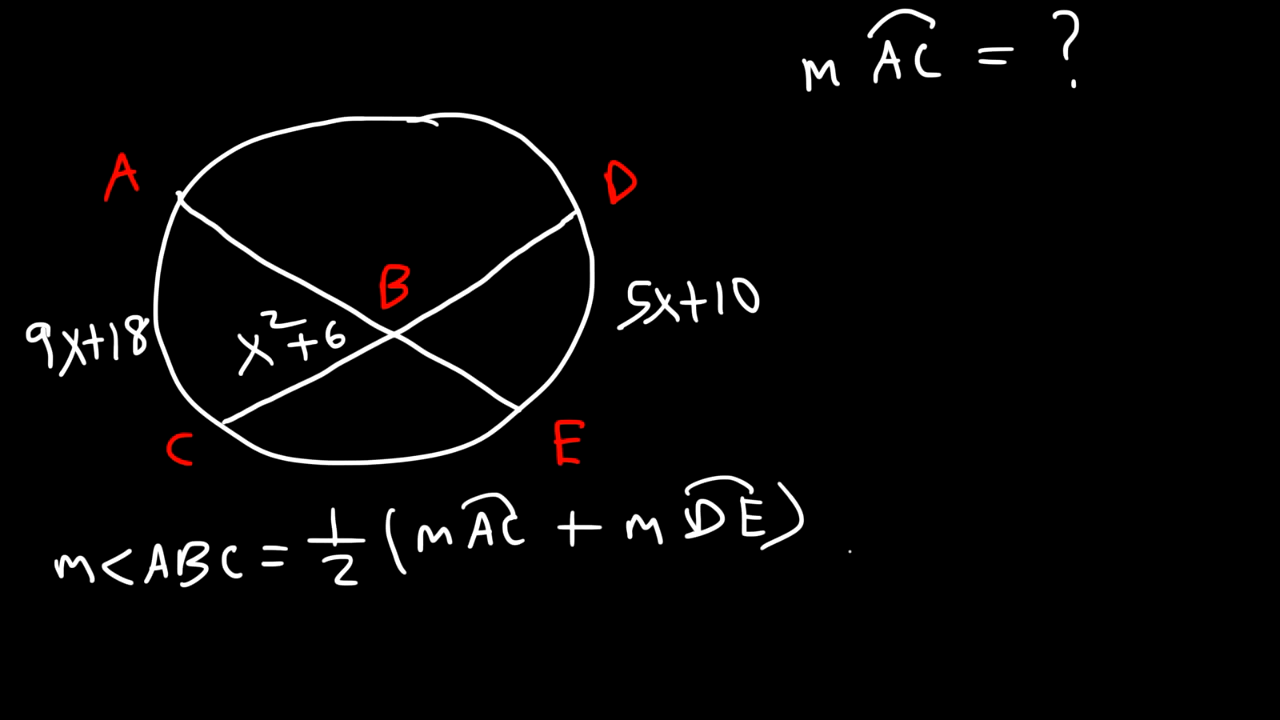 m AC = ?
A
D
B
9x+18
x²+6
5x+10
C
E
m<ABC = 1/2 (m AC + m DE)